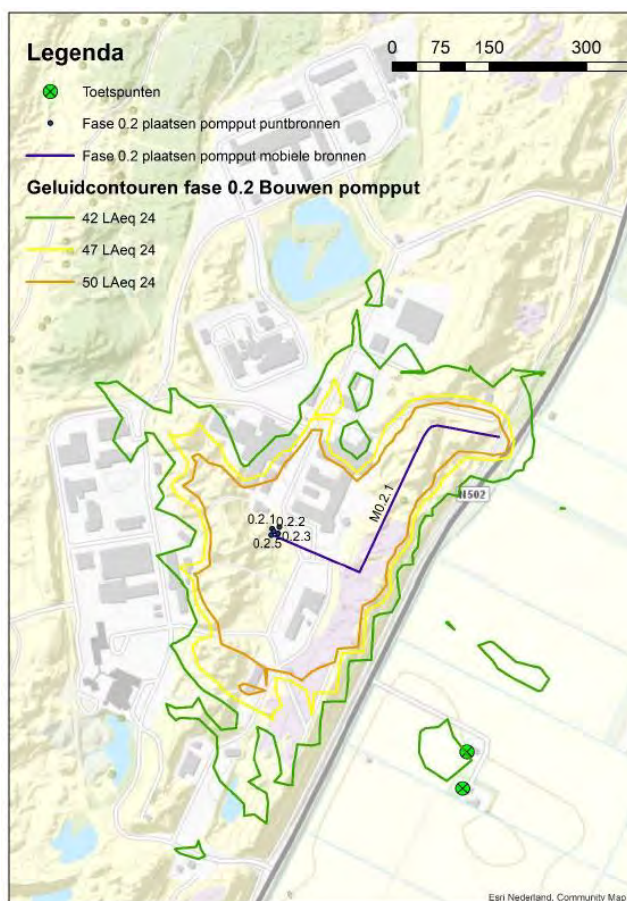 Legenda
0 75 150 300
Toetspunten
Fase 0.2 plaatsen pompput puntbronnen
Fase 0.2 plaatsen pompput mobiele bronnen
Geluidcontouren fase 0.2 Bouwen pompput
42 LAeq 24
47 LAeq 24
50 LAeq 24
N502
M0.2.1
0.2.1
0.2.2
0.2.3
0.2.5
Esri Nederland, Community Map